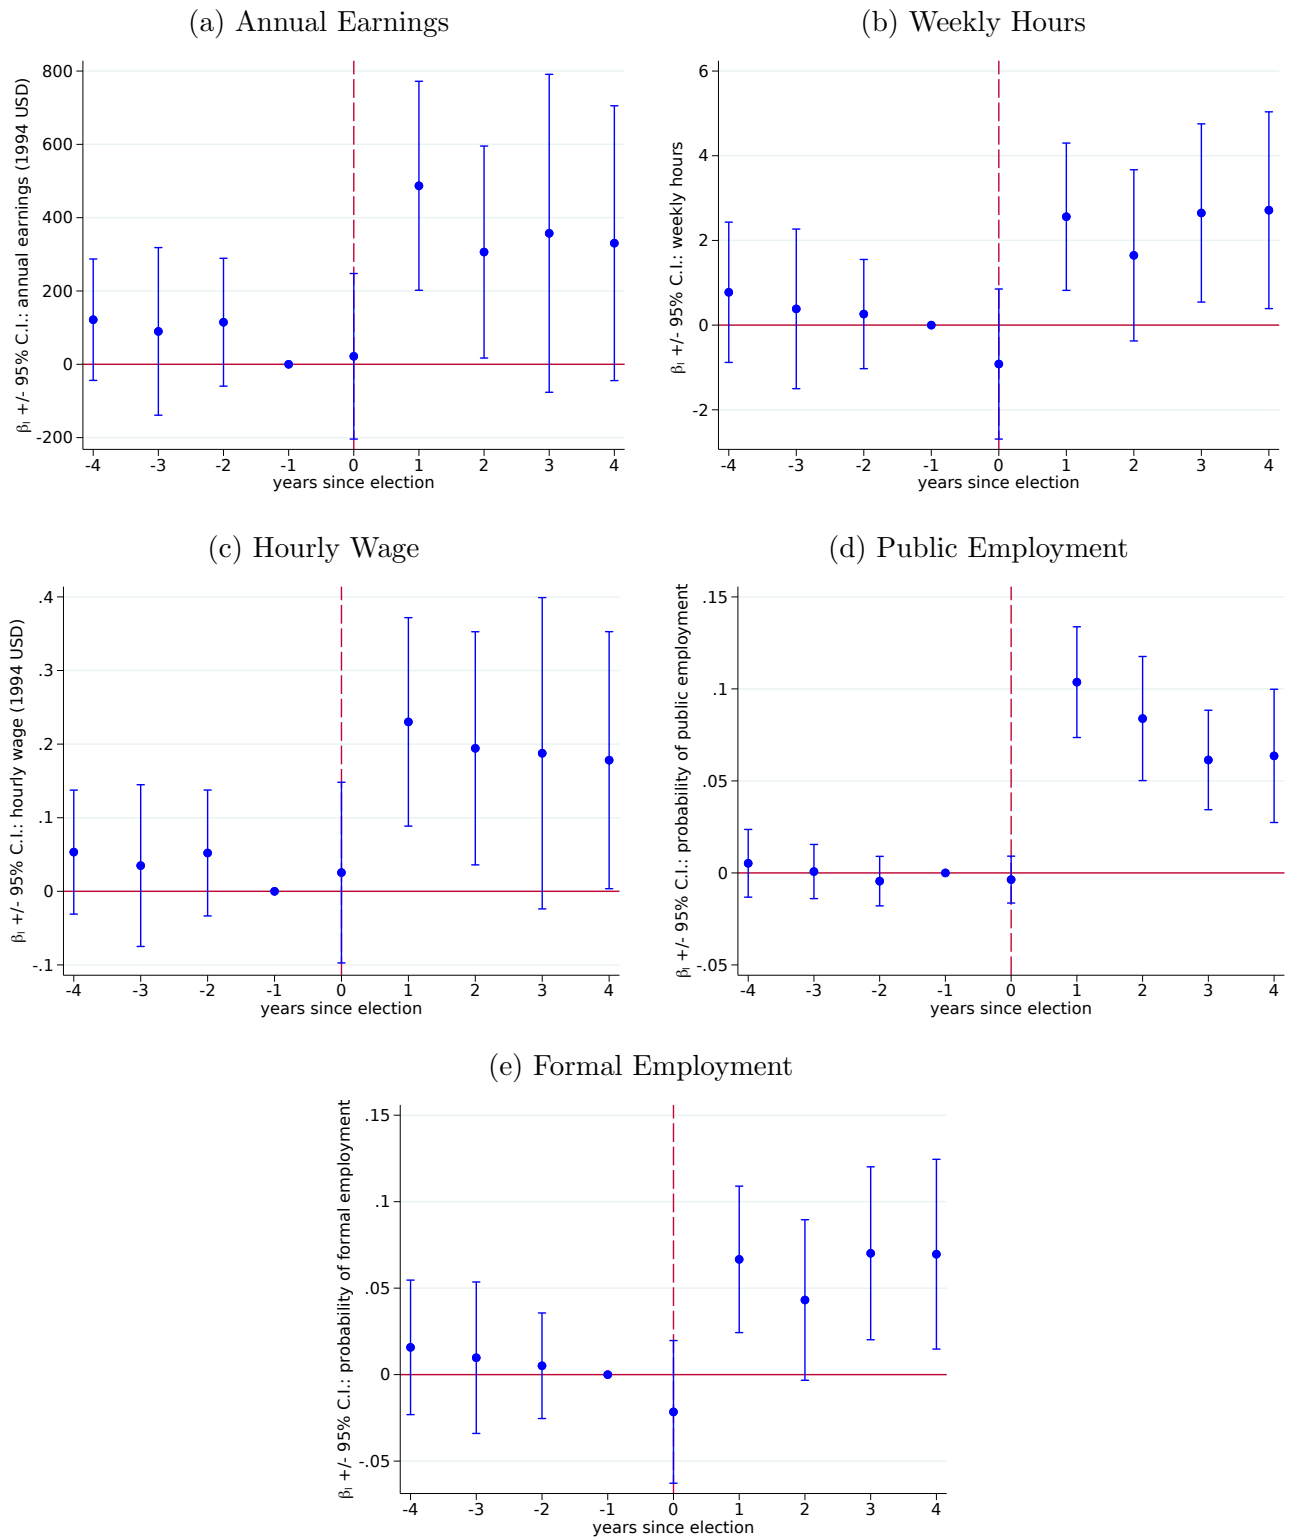 (a) Annual Earnings
β_l +/- 95% C.I.: annual earnings (1994 USD)
800
600
400
200
0
-200
-4 -3 -2 -1 0 1 2 3 4
years since election
(b) Weekly Hours
β_l +/- 95% C.I.: weekly hours
6
4
2
0
-2
-4 -3 -2 -1 0 1 2 3 4
years since election
(c) Hourly Wage
β_l +/- 95% C.I.: hourly wage (1994 USD)
.4
.3
.2
.1
0
-.1
-4 -3 -2 -1 0 1 2 3 4
years since election
(d) Public Employment
β_l +/- 95% C.I.: probability of public employment
.15
.1
.05
0
-.05
-4 -3 -2 -1 0 1 2 3 4
years since election
(e) Formal Employment
β_l +/- 95% C.I.: probability of formal employment
.15
.1
.05
0
-.05
-4 -3 -2 -1 0 1 2 3 4
years since election